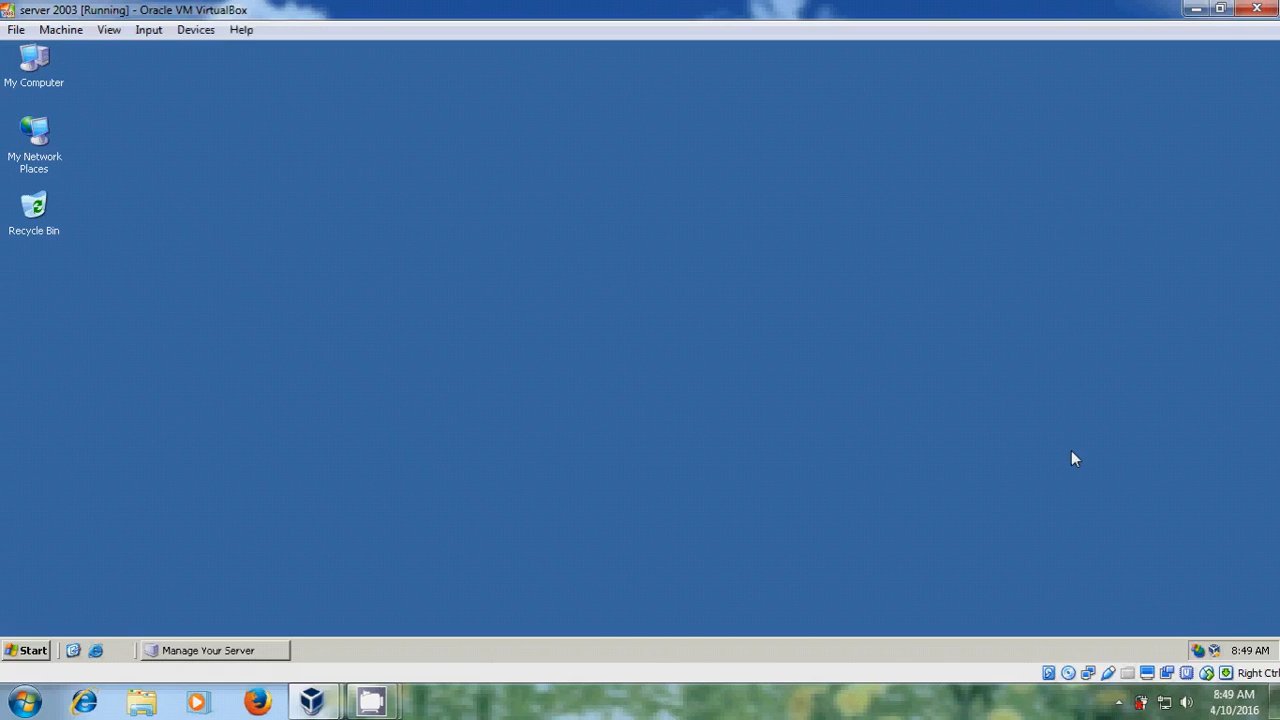 server 2003 [Running] - Oracle VM VirtualBox
File Machine View Input Devices Help
My Computer
My Network
Places
Recycle Bin
Start Manage Your Server 8:49 AM
Right Ctrl
8:49 AM
4/10/2016